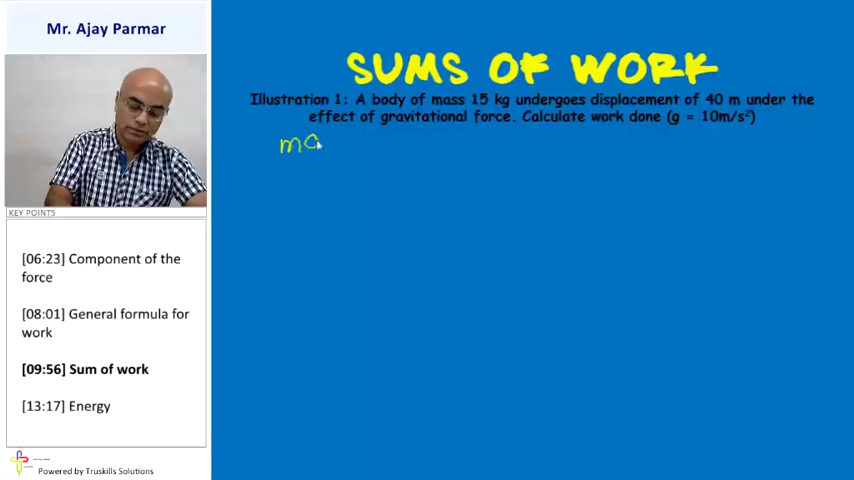 Mr. Ajay Parmar
KEY POINTS
[06:23] Component of the
force
[08:01] General formula for
work
[09:56] Sum of work
[13:17] Energy
Powered by Truskills Solutions
SUMS OF WORK
Illustration 1: A body of mass 15 kg undergoes displacement of 40 m under the
effect of gravitational force. Calculate work done (g = 10m/s²)
ma